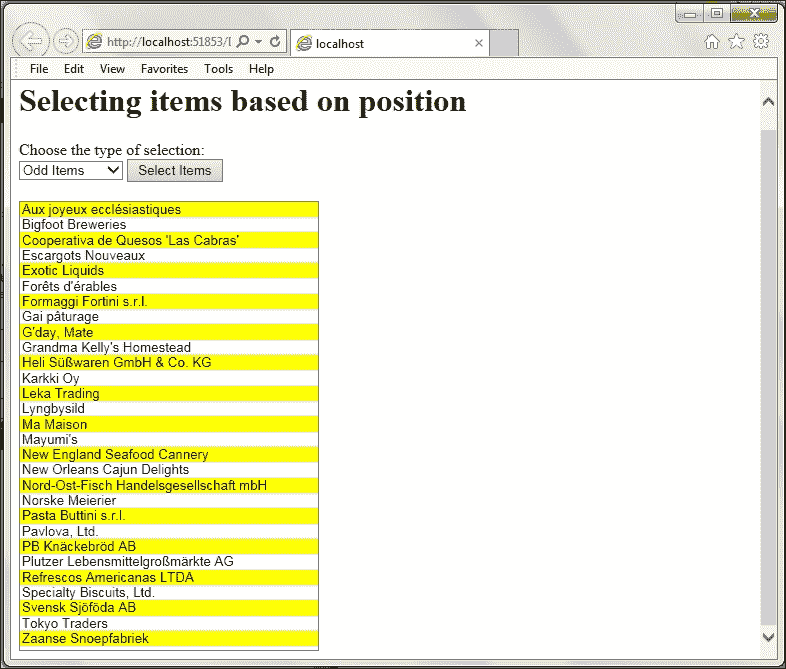 http://localhost:51853/
localhost
File Edit View Favorites Tools Help
Selecting items based on position
Choose the type of selection:
Odd Items Select Items
Aux joyeux ecclésiastiques
Bigfoot Breweries
Cooperativa de Quesos 'Las Cabras'
Escargots Nouveaux
Exotic Liquids
Forêts d'érables
Formaggi Fortini s.r.l.
Gai pâturage
G'day, Mate
Grandma Kelly's Homestead
Heli Süßwaren GmbH & Co. KG
Karkki Oy
Leka Trading
Lyngbysild
Ma Maison
Mayumi's
New England Seafood Cannery
New Orleans Cajun Delights
Nord-Ost-Fisch Handelsgesellschaft mbH
Norske Meierier
Pasta Buttini s.r.l.
Pavlova, Ltd.
PB Knäckebröd AB
Plutzer Lebensmittelgroßmärkte AG
Refrescos Americanas LTDA
Specialty Biscuits, Ltd.
Svensk Sjöföda AB
Tokyo Traders
Zaanse Snoepfabriek